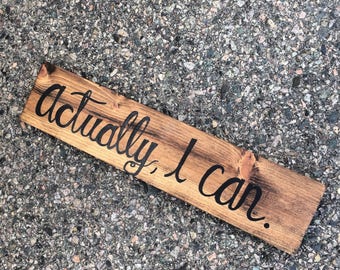 actually, I can.